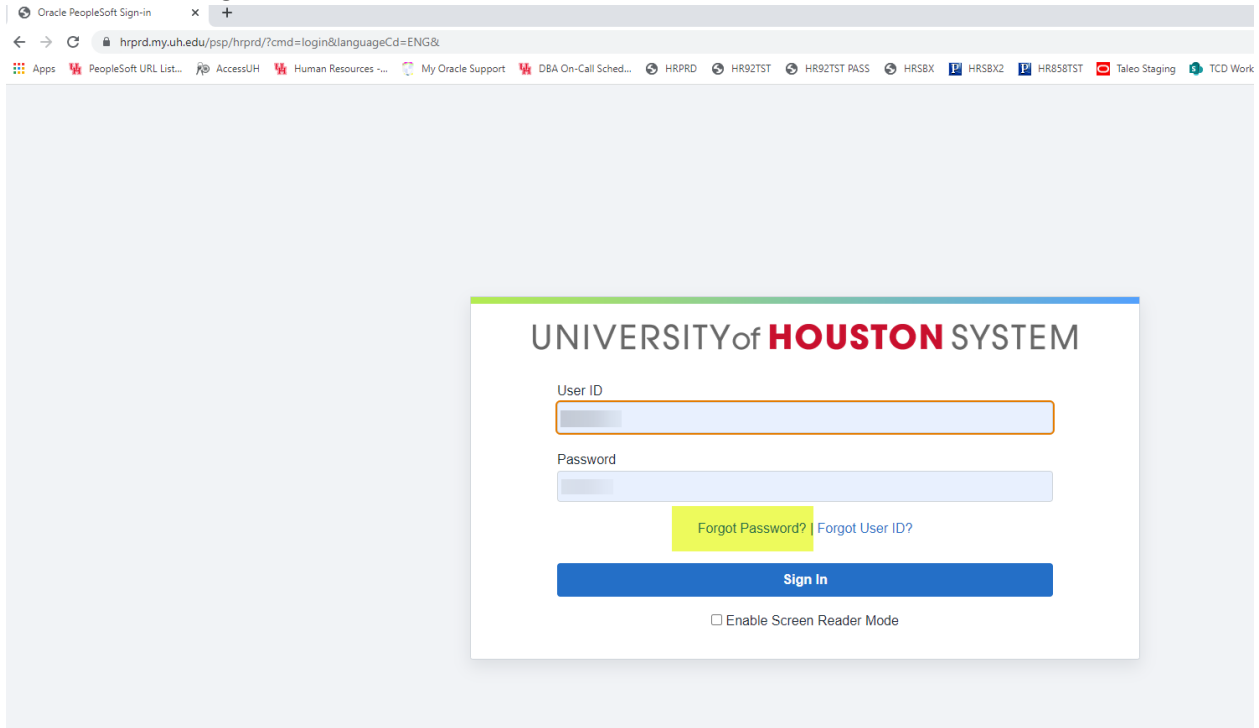 Oracle PeopleSoft Sign-in
hrprd.my.uh.edu/psp/hrprd/?cmd=login&languageCd=ENG&
Apps PeopleSoft URL List... AccessUH Human Resources -... My Oracle Support DBA On-Call Sched... HRPRD HR92TST HR92TST PASS HRSBX HRSBX2 HR858TST Taleo Staging TCD Work
UNIVERSITY of HOUSTON SYSTEM
User ID
Password
Forgot Password? | Forgot User ID?
Sign In
Enable Screen Reader Mode